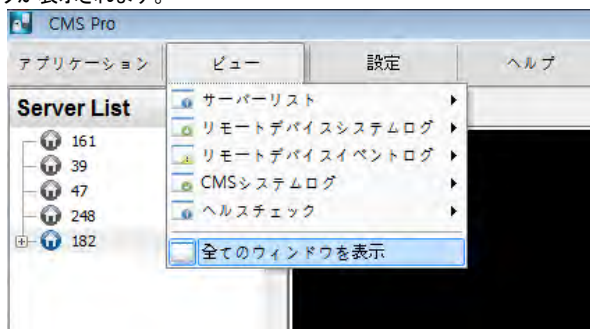 が表示されます。
CMS Pro
アプリケーション ビュー 設定 ヘルプ
Server List
サーバーリスト
リモートデバイスシステムログ
リモートデバイスイベントログ
CMSシステムログ
ヘルスチェック
全てのウィンドウを表示
161
39
47
248
182